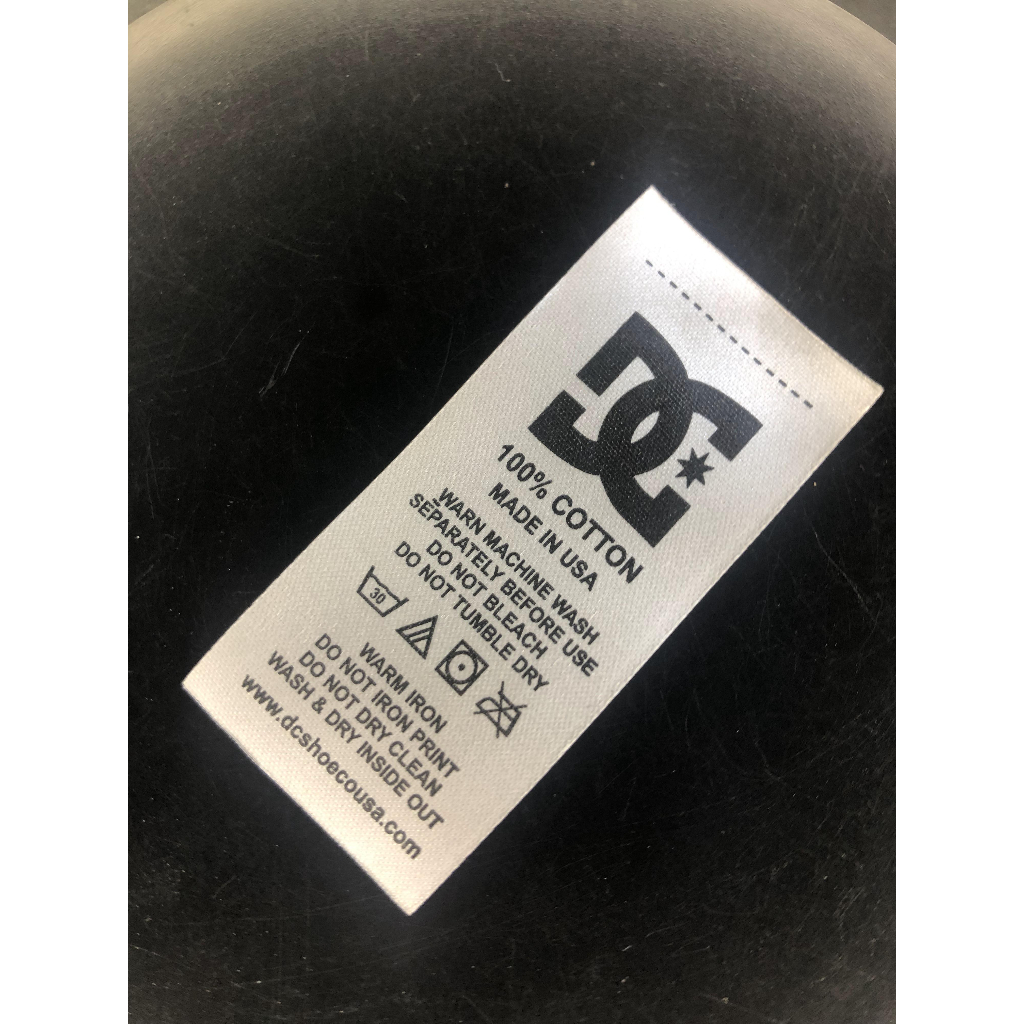 DC
100% COTTON
MADE IN USA
WARN MACHINE WASH
SEPARATELY BEFORE USE
DO NOT BLEACH
DO NOT TUMBLE DRY
30
WARM IRON
DO NOT IRON PRINT
DO NOT DRY CLEAN
WASH & DRY INSIDE OUT
www.dcshoecousa.com